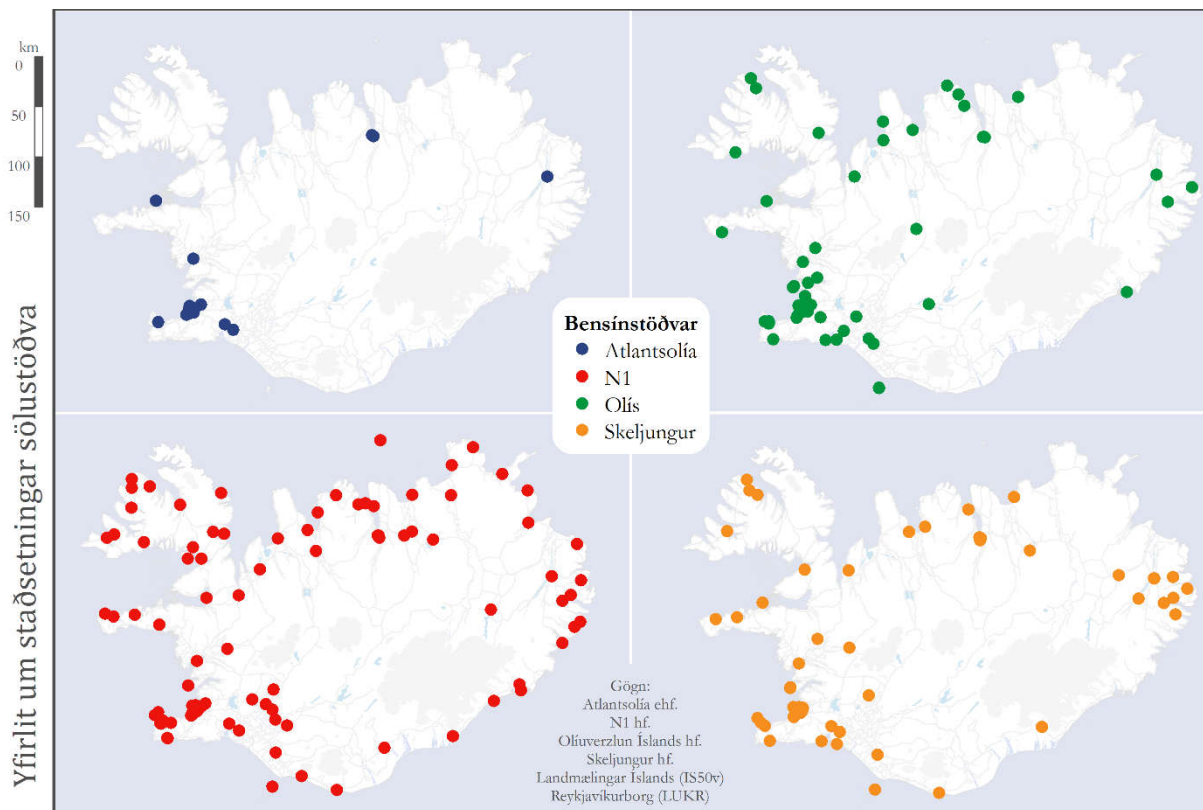 Yfirlit um staðsetningar sölustöðva
km
0
50
100
150
Bensínstöðvar
Atlantsolía
N1
Olís
Skeljungur
Gögn:
Atlantsolía ehf.
N1 hf.
Olíuverzlun Íslands hf.
Skeljungur hf.
Landmælingar Íslands (IS50v)
Reykjavíkurborg (LUKR)